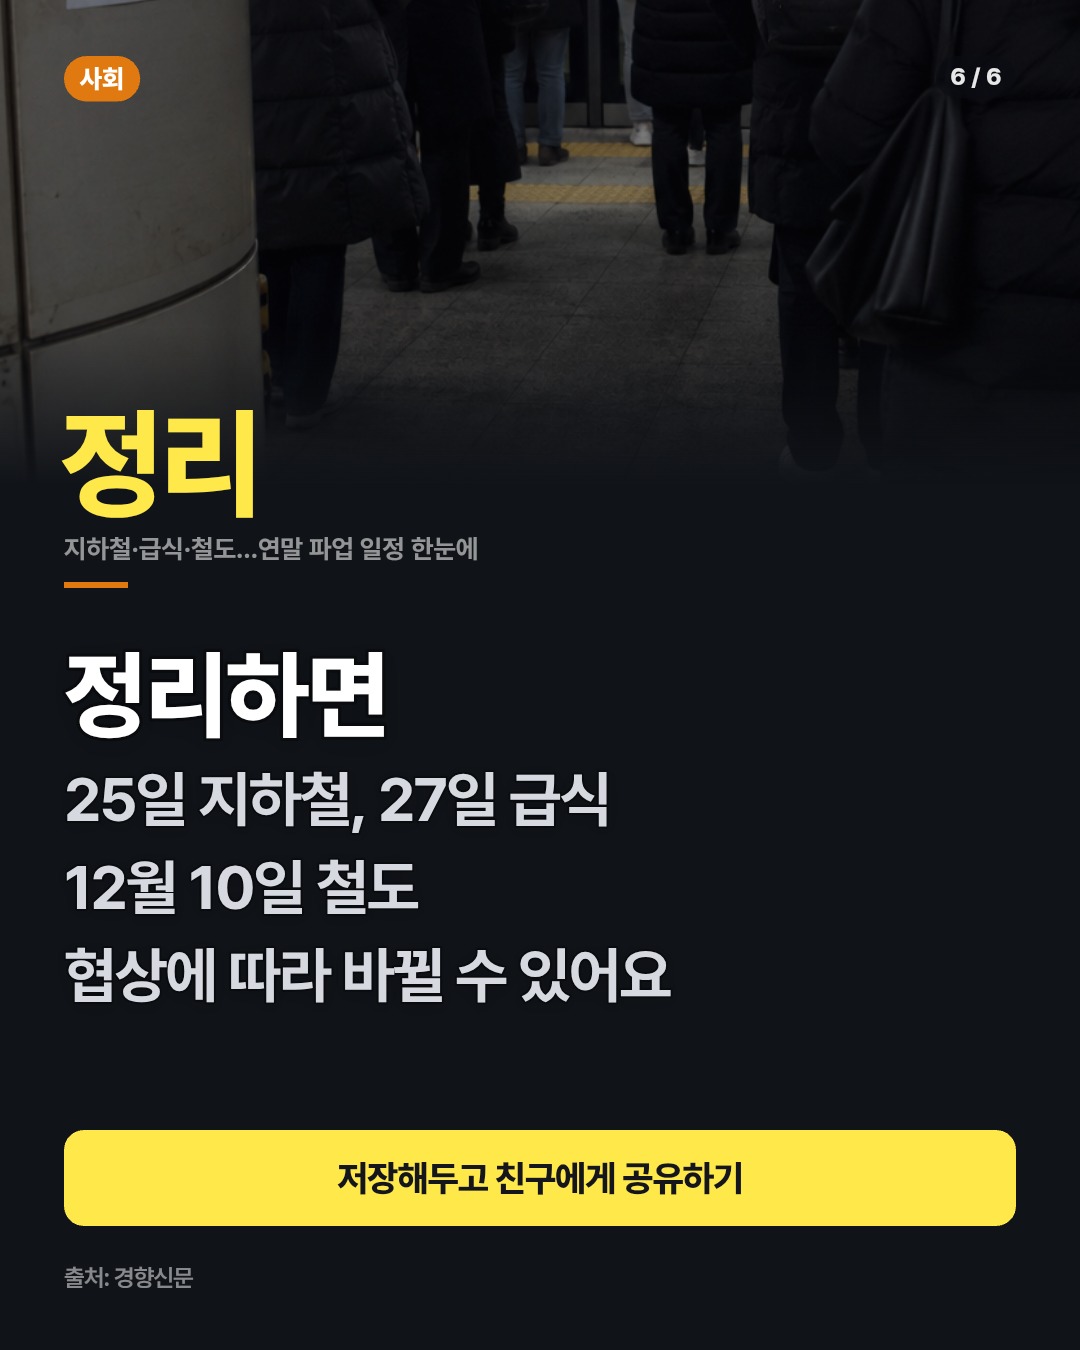 사회
6 / 6
정리
지하철·급식·철도…연말 파업 일정 한눈에
정리하면
25일 지하철, 27일 급식
12월 10일 철도
협상에 따라 바뀔 수 있어요
저장해두고 친구에게 공유하기
출처: 경향신문